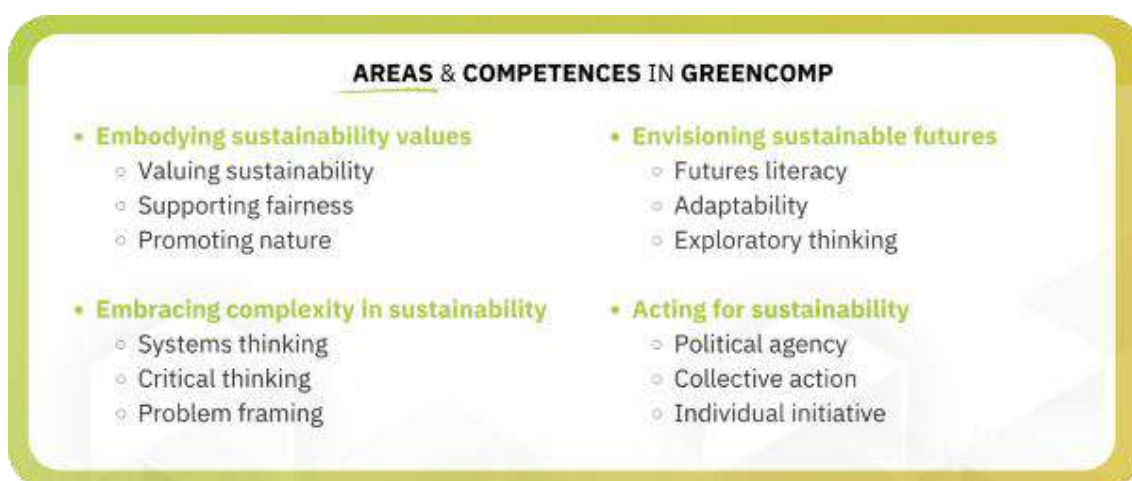 AREAS & COMPETENCES IN GREENCOMP
• Embodying sustainability values
○ Valuing sustainability
○ Supporting fairness
○ Promoting nature
• Embracing complexity in sustainability
○ Systems thinking
○ Critical thinking
○ Problem framing
• Envisioning sustainable futures
○ Futures literacy
○ Adaptability
○ Exploratory thinking
• Acting for sustainability
○ Political agency
○ Collective action
○ Individual initiative